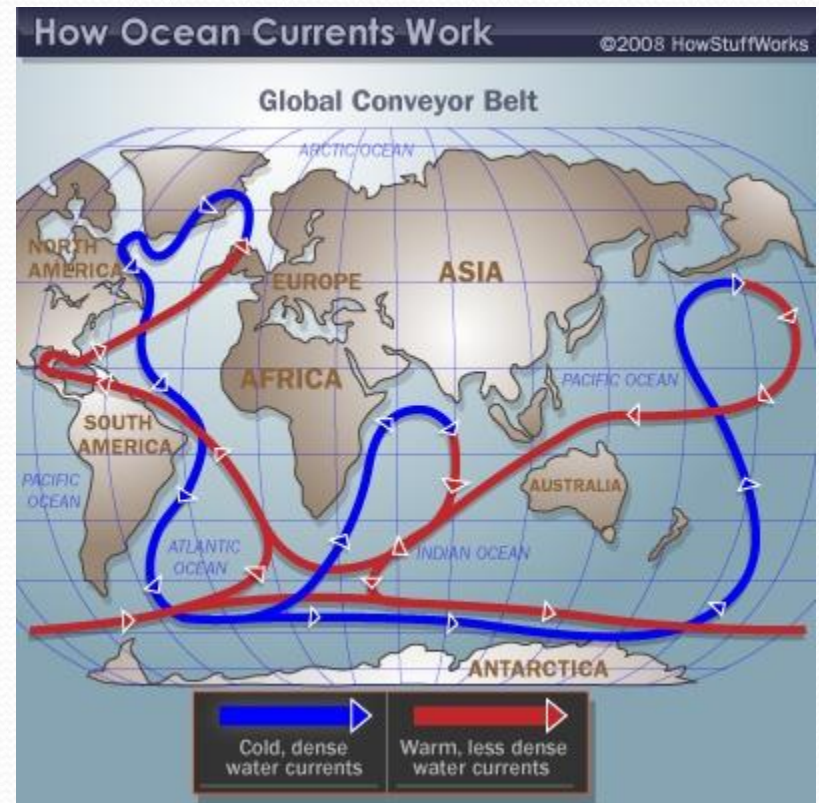 How Ocean Currents Work
©2008 HowStuffWorks
Global Conveyor Belt
ARCTIC OCEAN
NORTH
AMERICA
EUROPE
ASIA
AFRICA
PACIFIC OCEAN
SOUTH
AMERICA
PACIFIC
OCEAN
AUSTRALIA
ATLANTIC
OCEAN
INDIAN OCEAN
ANTARCTICA
Cold, dense
water currents
Warm, less dense
water currents